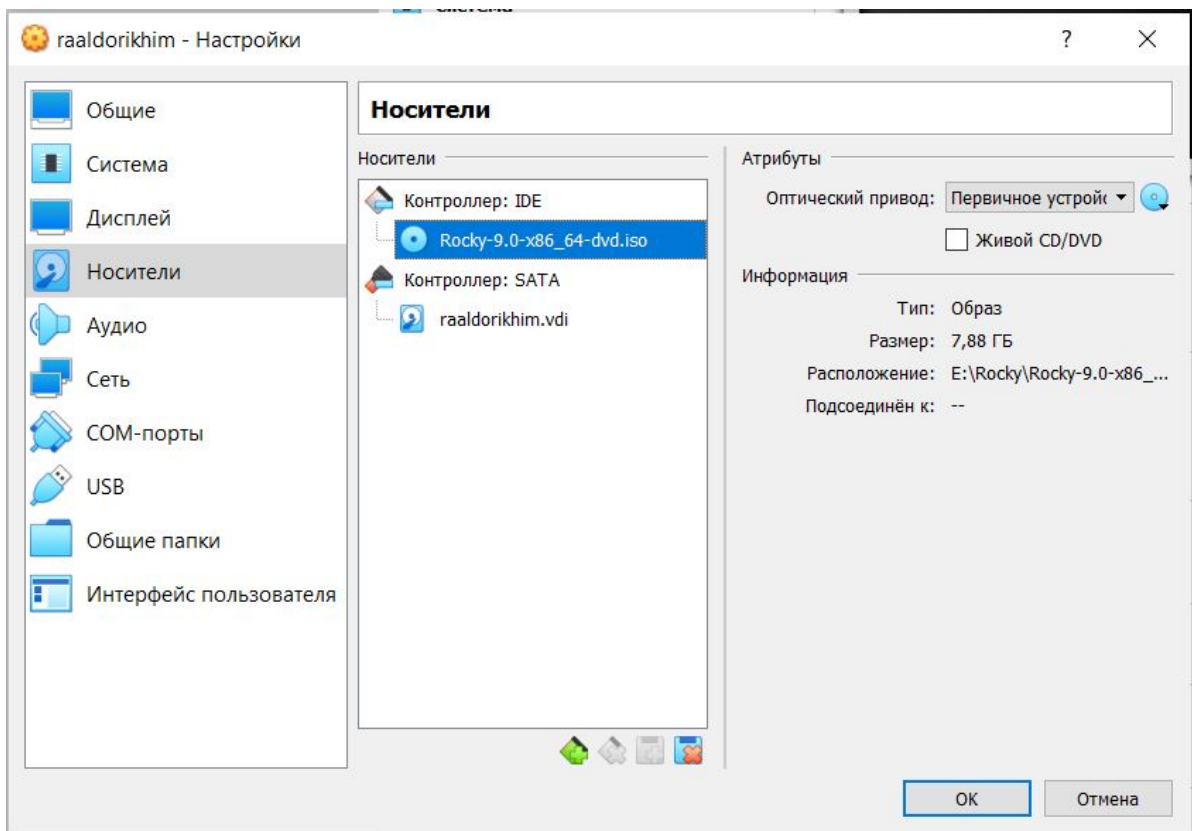 raaldorikhim - Настройки
?
Общие
Система
Дисплей
Носители
Аудио
Сеть
COM-порты
USB
Общие папки
Интерфейс пользователя
Носители
Носители
Контроллер: IDE
Rocky-9.0-x86_64-dvd.iso
Контроллер: SATA
raaldorikhim.vdi
Атрибуты
Оптический привод: Первичное устрой
Живой CD/DVD
Информация
Тип: Образ
Размер: 7,88 ГБ
Расположение: E:\Rocky\Rocky-9.0-x86_...
Подсоединён к: --
OK
Отмена